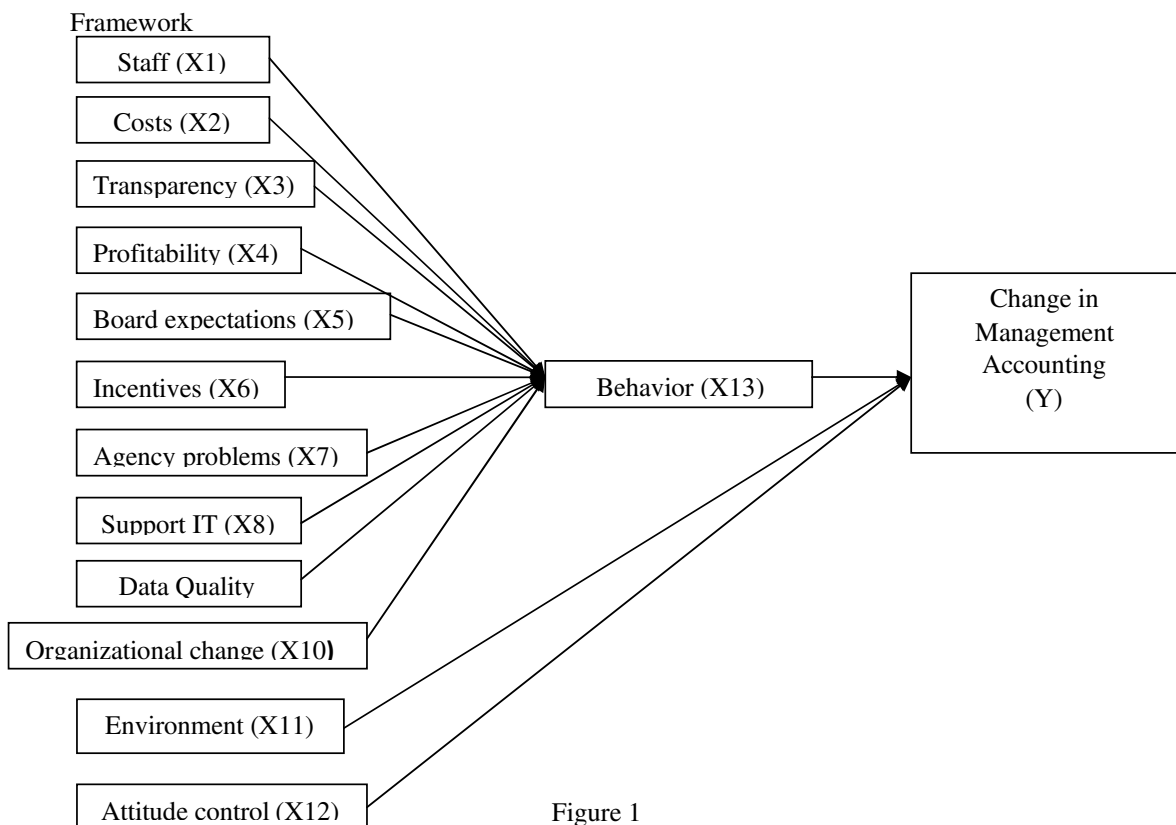 Framework
Staff (X1)
Costs (X2)
Transparency (X3)
Profitability (X4)
Board expectations (X5)
Incentives (X6)
Agency problems (X7)
Support IT (X8)
Data Quality
Organizational change (X10)
Environment (X11)
Attitude control (X12)
Behavior (X13)
Change in
Management
Accounting
(Y)
Figure 1